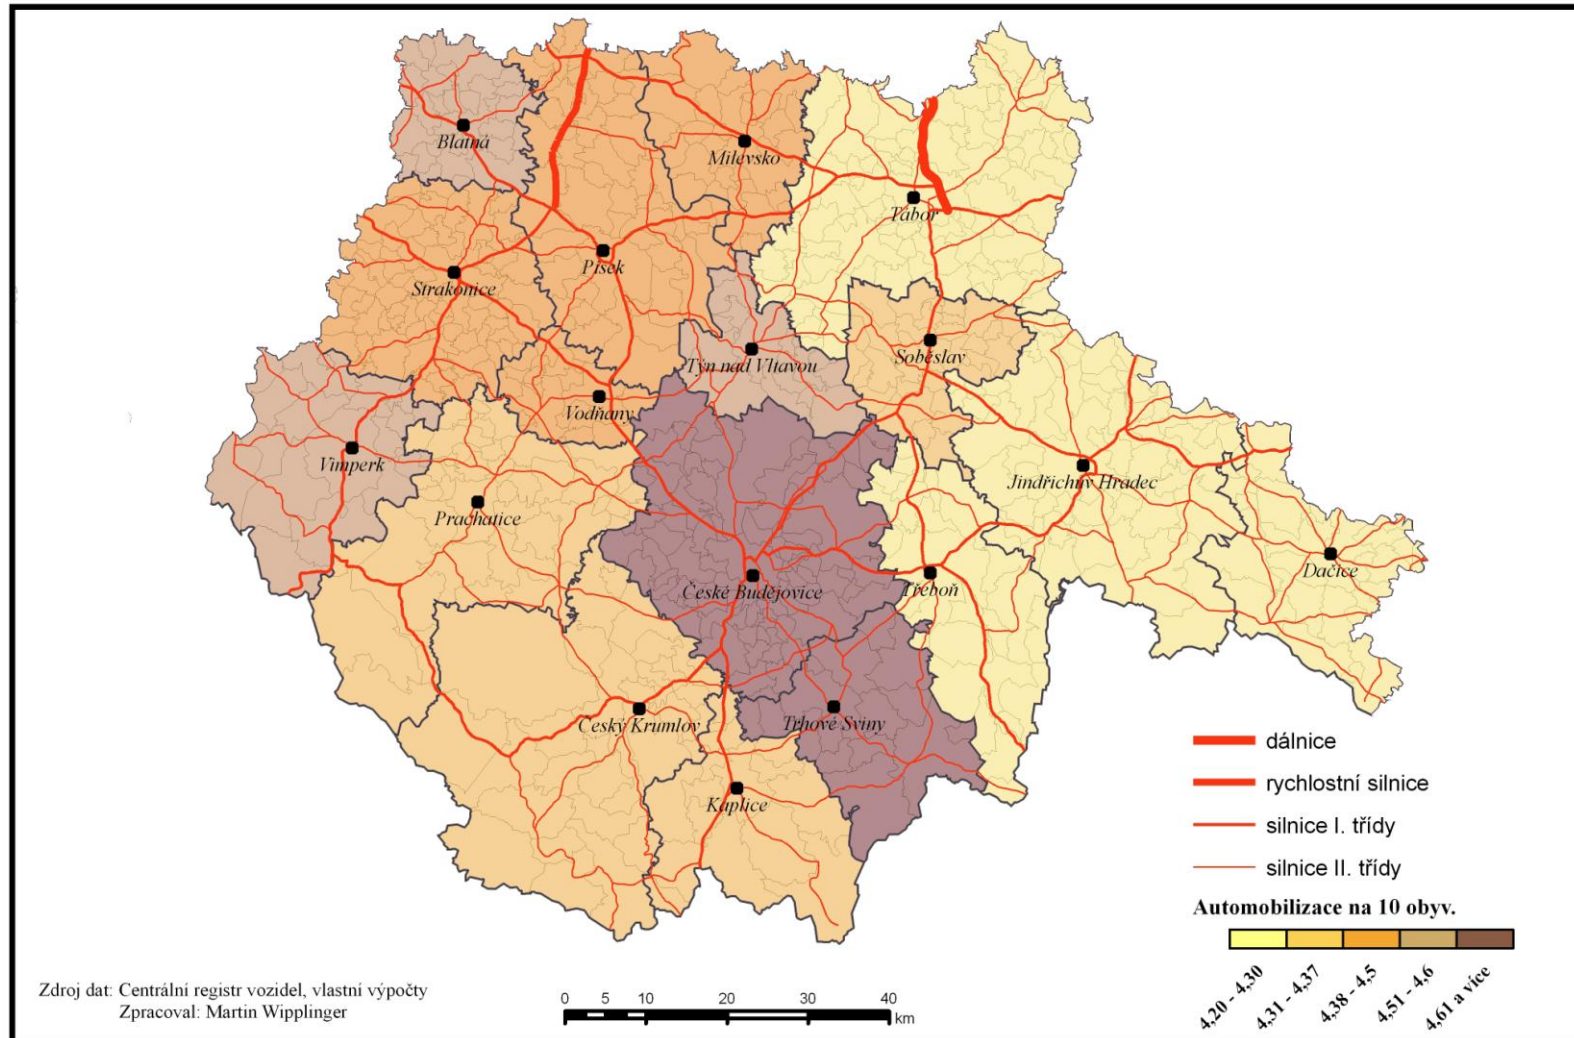 Blatná
Milevsko
Tábor
Písek
Strakonice
Soběslav
Týn nad Vltavou
Vodňany
Vimperk
Jindřichův Hradec
Prachatice
Dačice
České Budějovice
Třeboň
Český Krumlov
Trhové Sviny
Kaplice
dálnice
rychlostní silnice
silnice I. třídy
silnice II. třídy
Automobilizace na 10 obyv.
4,20 - 4,30
4,31 - 4,37
4,38 - 4,5
4,51 - 4,6
4,61 a více
Zdroj dat: Centrální registr vozidel, vlastní výpočty
Zpracoval: Martin Wipplinger
0 5 10 20 30 40
km